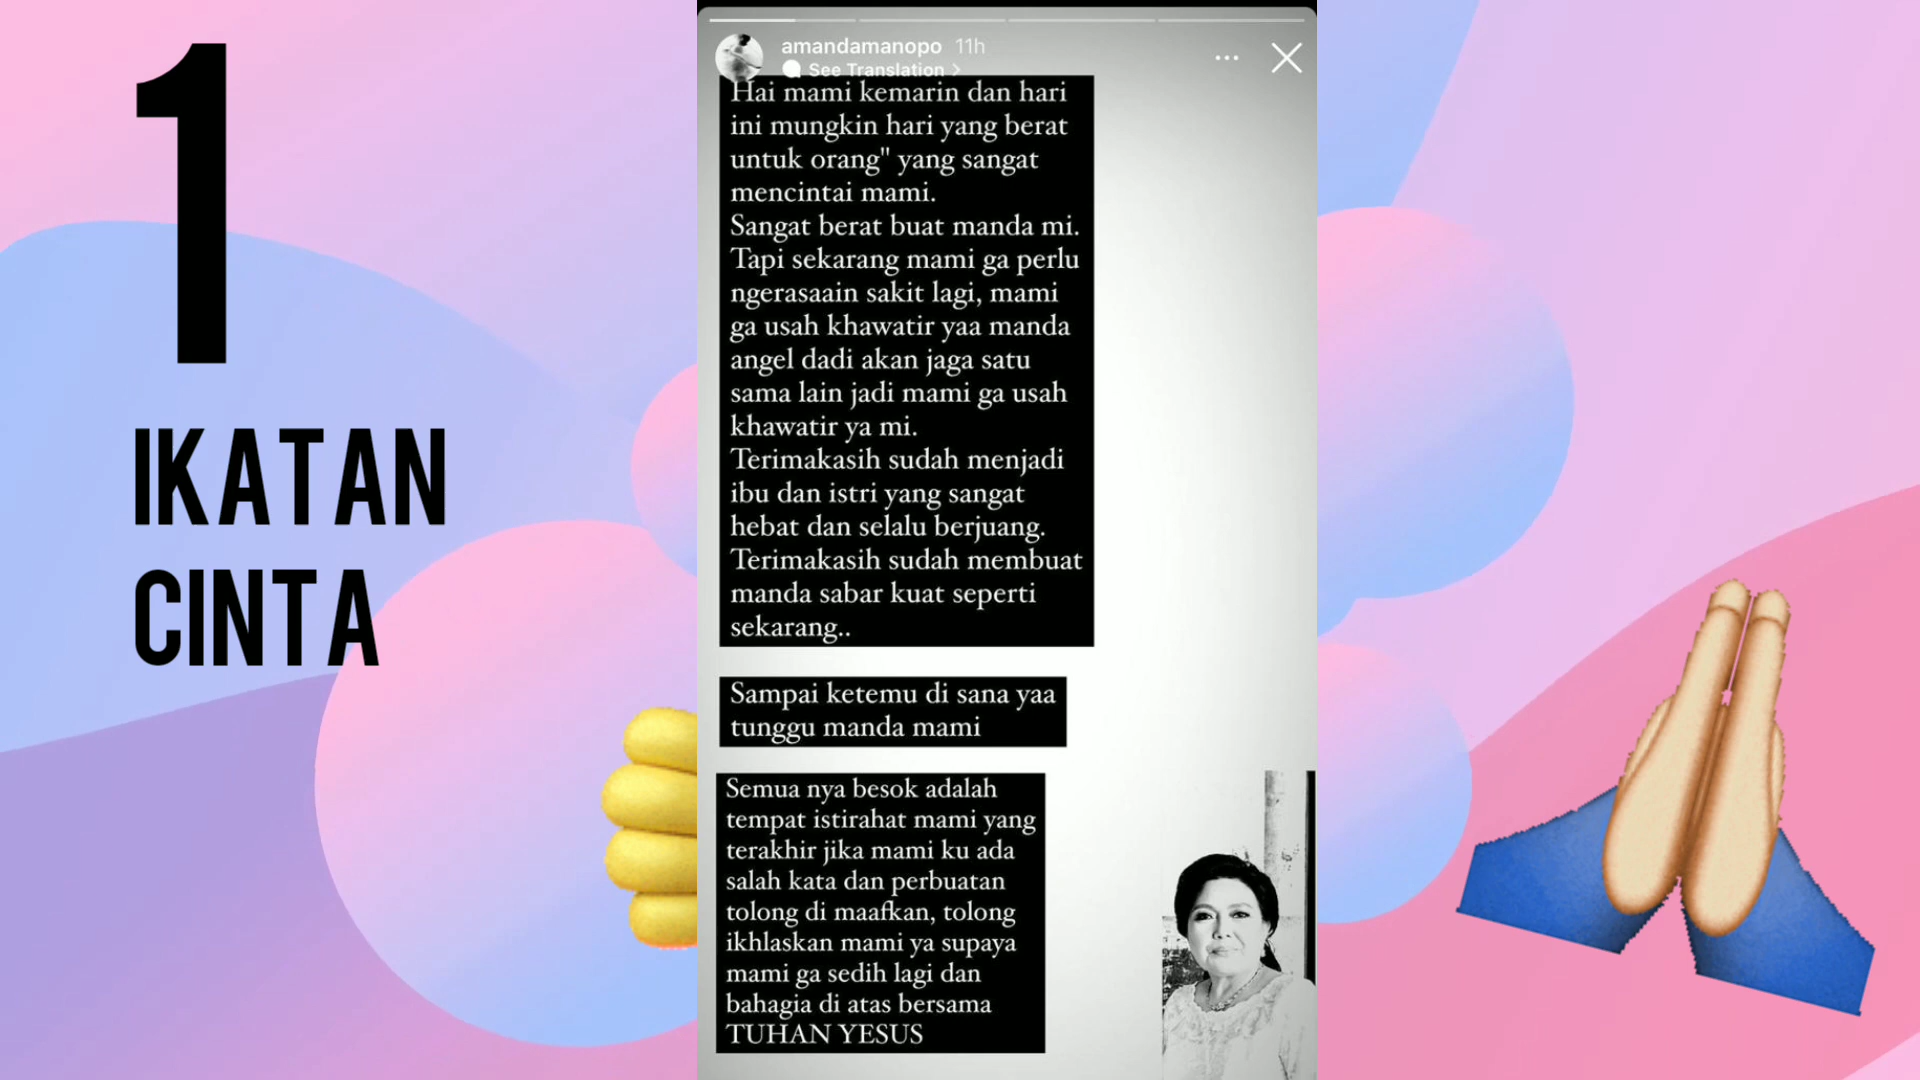 1
IKATAN
CINTA
amandamanopo 11h
See Translation >
Hai mami kemarin dan hari
ini mungkin hari yang berat
untuk orang" yang sangat
mencintai mami.
Sangat berat buat manda mi.
Tapi sekarang mami ga perlu
ngerasaain sakit lagi, mami
ga usah khawatir yaa manda
angel dadi akan jaga satu
sama lain jadi mami ga usah
khawatir ya mi.
Terimakasih sudah menjadi
ibu dan istri yang sangat
hebat dan selalu berjuang.
Terimakasih sudah membuat
manda sabar kuat seperti
sekarang..
Sampai ketemu di sana yaa
tunggu manda mami
Semua nya besok adalah
tempat istirahat mami yang
terakhir jika mami ku ada
salah kata dan perbuatan
tolong di maafkan, tolong
ikhlaskan mami ya supaya
mami ga sedih lagi dan
bahagia di atas bersama
TUHAN YESUS